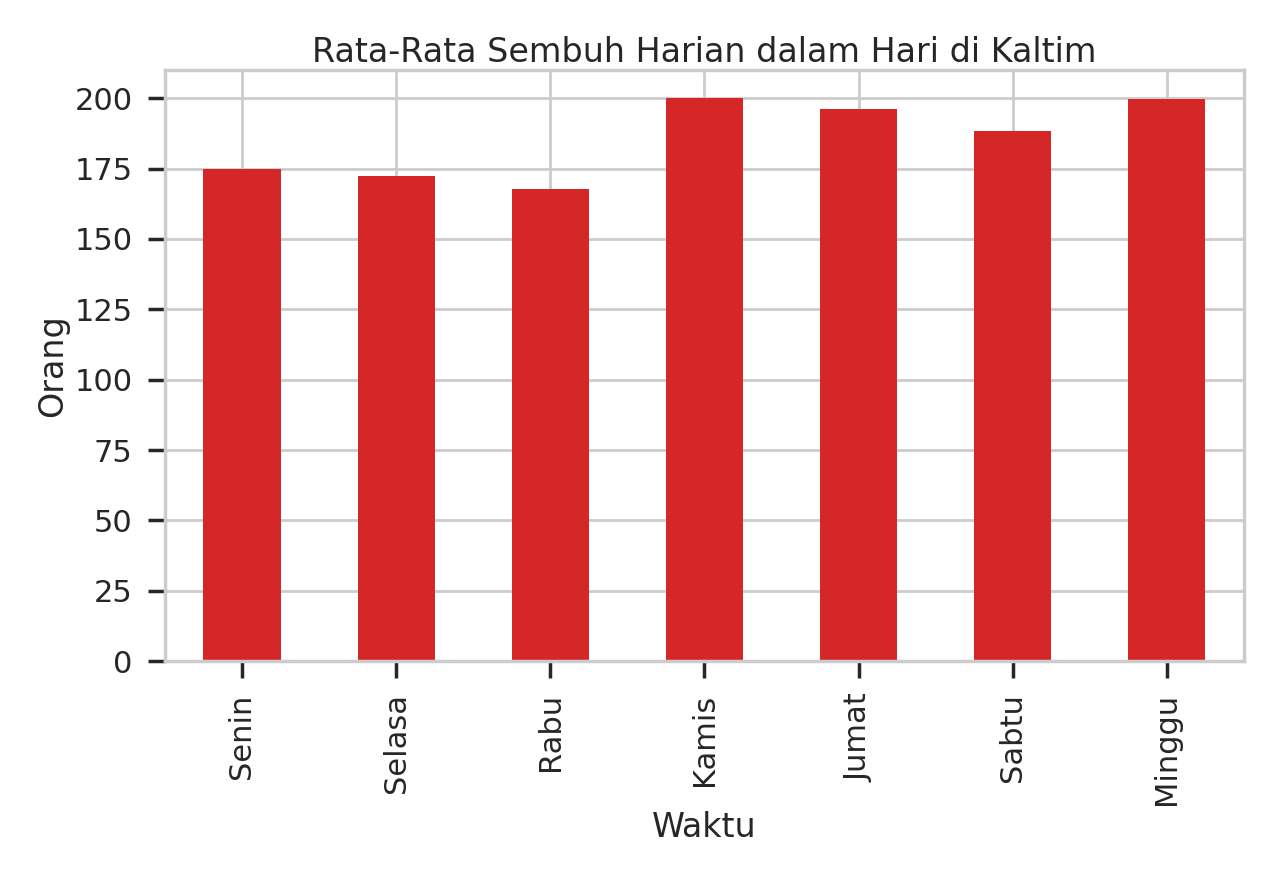 Rata-Rata Sembuh Harian dalam Hari di Kaltim
200
175
150
125
100
75
50
25
0
Orang
Senin
Selasa
Rabu
Kamis
Jumat
Sabtu
Minggu
Waktu